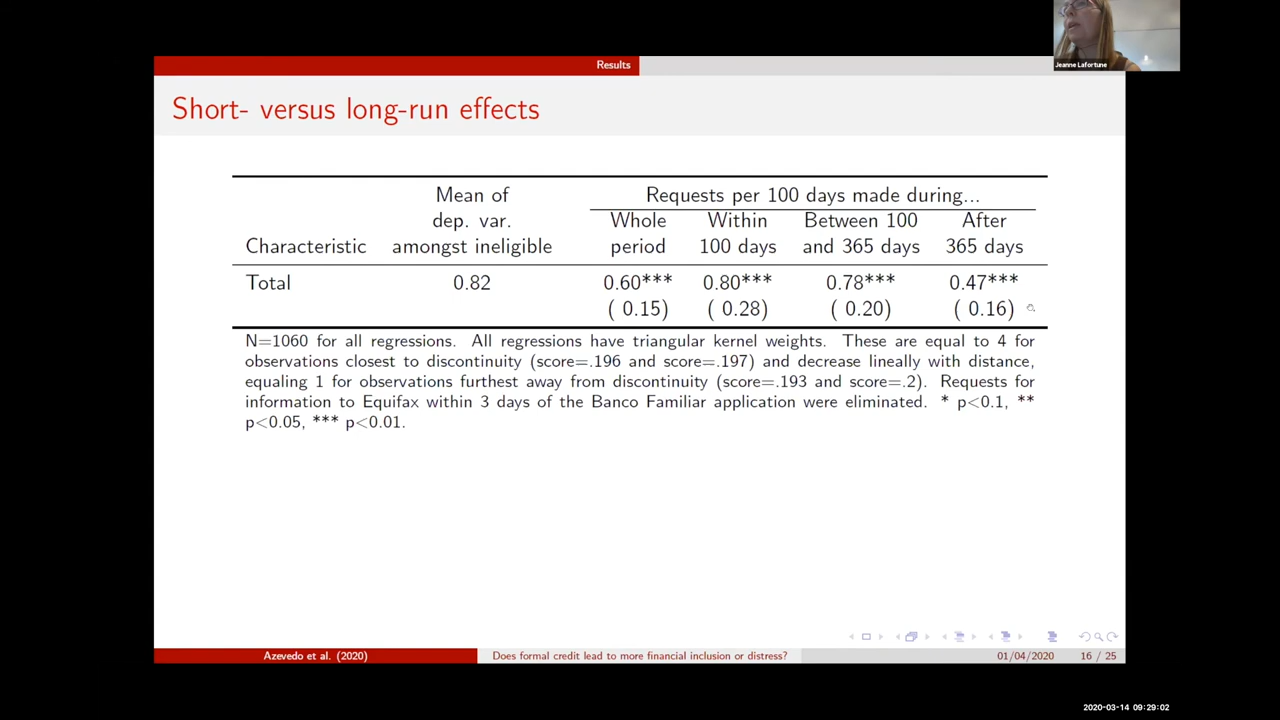 Jeanne Lafortune
Results
Short- versus long-run effects
Mean of Requests per 100 days made during...
dep. var. Whole Within Between 100 After
Characteristic amongst ineligible period 100 days and 365 days 365 days
Total 0.82 0.60*** 0.80*** 0.78*** 0.47***
( 0.15) ( 0.28) ( 0.20) ( 0.16)
N=1060 for all regressions. All regressions have triangular kernel weights. These are equal to 4 for
observations closest to discontinuity (score=.196 and score=.197) and decrease lineally with distance,
equaling 1 for observations furthest away from discontinuity (score=.193 and score=.2). Requests for
information to Equifax within 3 days of the Banco Familiar application were eliminated. * p<0.1, **
p<0.05, *** p<0.01.
Azevedo et al. (2020) Does formal credit lead to more financial inclusion or distress? 01/04/2020 16 / 25
2020-03-14 09:29:02